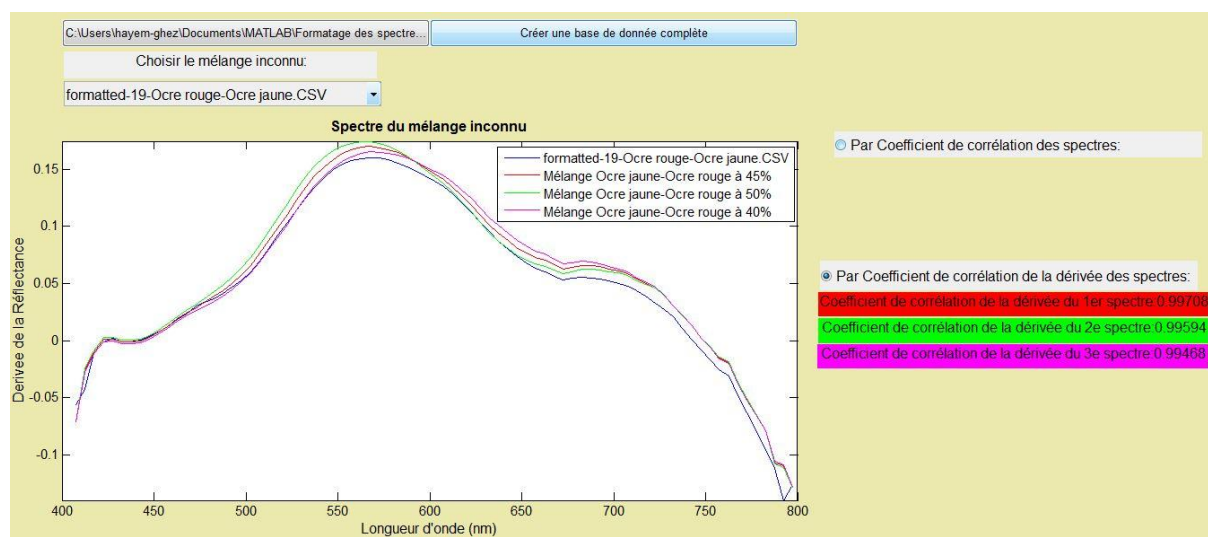 C:\Users\hayem-ghez\Documents\MATLAB\Formatage des spectre...
Créer une base de donnée complète
Choisir le mélange inconnu:
formatted-19-Ocre rouge-Ocre jaune.CSV
Spectre du mélange inconnu
formatted-19-Ocre rouge-Ocre jaune.CSV
Mélange Ocre jaune-Ocre rouge à 45%
Mélange Ocre jaune-Ocre rouge à 50%
Mélange Ocre jaune-Ocre rouge à 40%
Derivee de la Réflectance
0.15
0.1
0.05
0
-0.05
-0.1
400
450
500
550
600
650
700
750
800
Longueur d'onde (nm)
Par Coefficient de corrélation des spectres:
Par Coefficient de corrélation de la dérivée des spectres:
Coefficient de corrélation de la dérivée du 1er spectre:0.99708
Coefficient de corrélation de la dérivée du 2e spectre:0.99594
Coefficient de corrélation de la dérivée du 3e spectre:0.99468